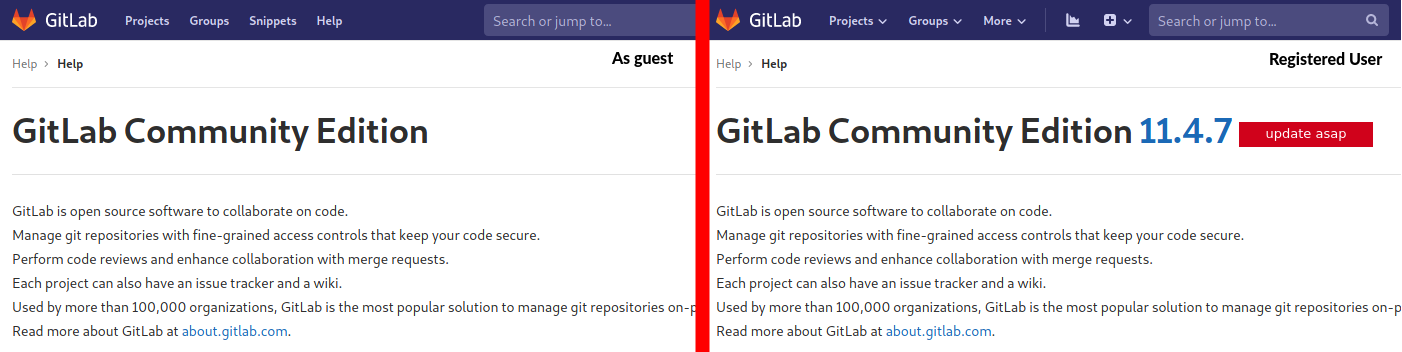 GitLab Projects Groups Snippets Help Search or jump to...
Help > Help As guest
GitLab Community Edition
GitLab is open source software to collaborate on code.
Manage git repositories with fine-grained access controls that keep your code secure.
Perform code reviews and enhance collaboration with merge requests.
Each project can also have an issue tracker and a wiki.
Used by more than 100,000 organizations, GitLab is the most popular solution to manage git repositories on-p
Read more about GitLab at about.gitlab.com.
GitLab Projects Groups More Search or jump to...
Help > Help Registered User
GitLab Community Edition 11.4.7 update asap
GitLab is open source software to collaborate on code.
Manage git repositories with fine-grained access controls that keep your code secure.
Perform code reviews and enhance collaboration with merge requests.
Each project can also have an issue tracker and a wiki.
Used by more than 100,000 organizations, GitLab is the most popular solution to manage git repositories on-p
Read more about GitLab at about.gitlab.com.